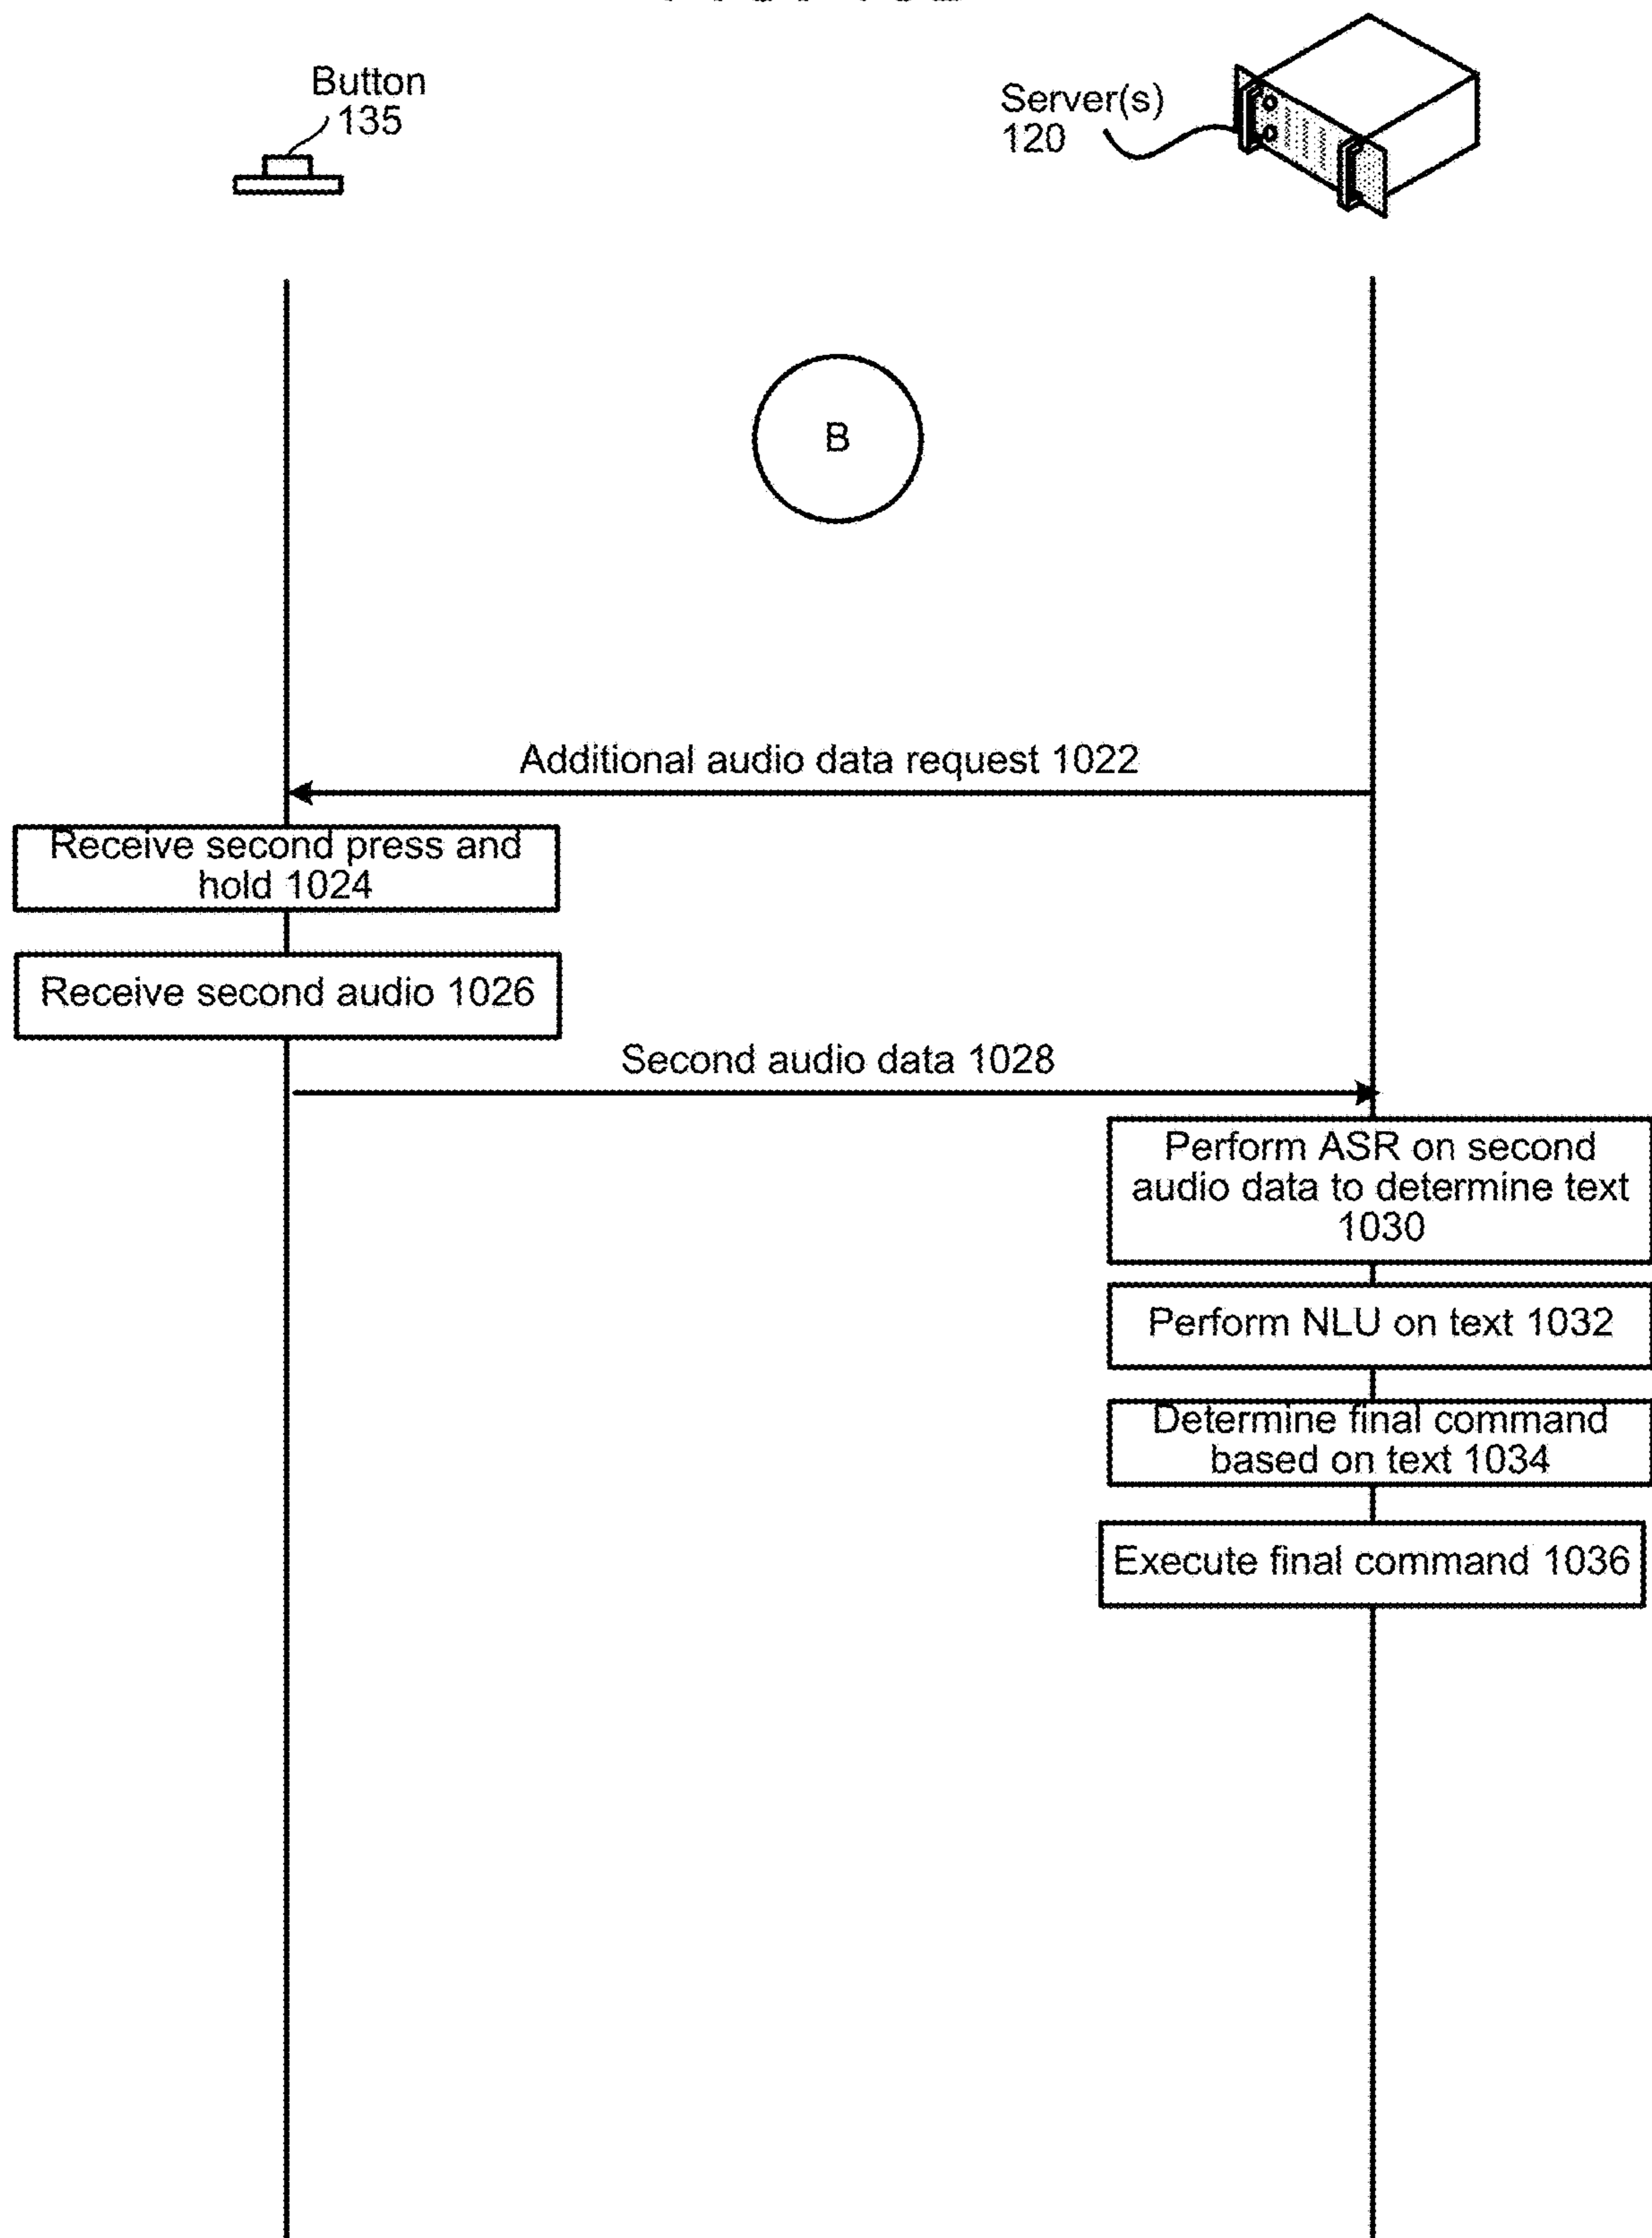 Button
135
Server(s)
120
B
Additional audio data request 1022
Receive second press and
hold 1024
Receive second audio 1026
Second audio data 1028
Perform ASR on second
audio data to determine text
1030
Perform NLU on text 1032
Determine final command
based on text 1034
Execute final command 1036